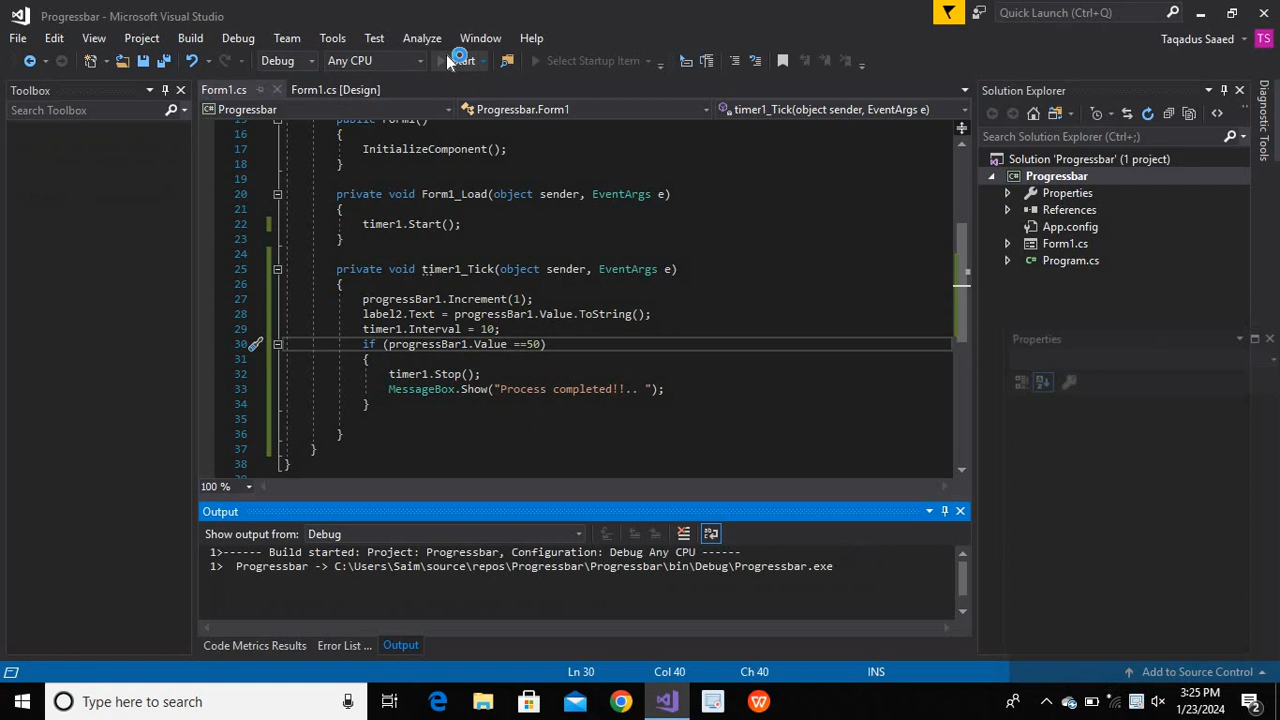 Progressbar - Microsoft Visual Studio
Quick Launch (Ctrl+Q)
File Edit View Project Build Debug Team Tools Test Analyze Window Help
Taqadus Saeed TS
Debug Any CPU Select Startup Item
Toolbox
Search Toolbox
Form1.cs Form1.cs [Design]
Progressbar Progressbar.Form1 timer1_Tick(object sender, EventArgs e)
16 {
17 InitializeComponent();
18 }
19
20 private void Form1_Load(object sender, EventArgs e)
21 {
22 timer1.Start();
23 }
24
25 private void timer1_Tick(object sender, EventArgs e)
26 {
27 progressBar1.Increment(1);
28 label2.Text = progressBar1.Value.ToString();
29 timer1.Interval = 10;
30 if (progressBar1.Value ==50)
31 {
32 timer1.Stop();
33 MessageBox.Show("Process completed!!.. ");
34 }
35
36 }
37 }
38 }
100 %
Output
Show output from: Debug
1>------ Build started: Project: Progressbar, Configuration: Debug Any CPU ------
1> Progressbar -> C:\Users\Saim\source\repos\Progressbar\Progressbar\bin\Debug\Progressbar.exe
Code Metrics Results Error List ... Output
Solution Explorer
Search Solution Explorer (Ctrl+;)
Solution 'Progressbar' (1 project)
Progressbar
Properties
References
App.config
Form1.cs
Program.cs
Properties
Diagnostic Tools
Ln 30 Col 40 Ch 40 INS Add to Source Control
Type here to search
3:25 PM
1/23/2024
2